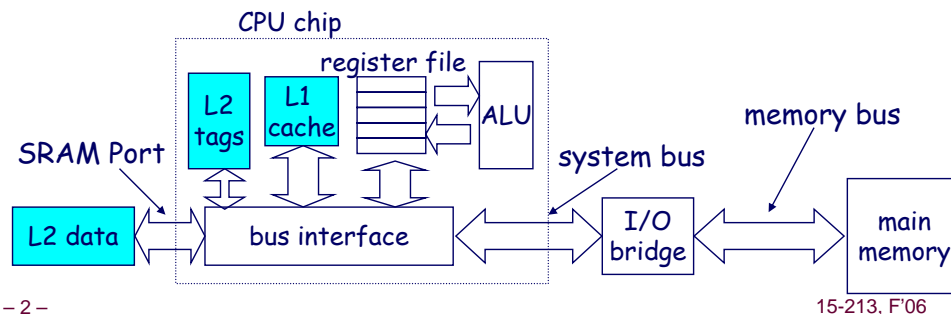 CPU chip
register file
L2
tags
L1
cache
ALU
SRAM Port
system bus
memory bus
L2 data
bus interface
I/O
bridge
main
memory
– 2 –
15-213, F'06